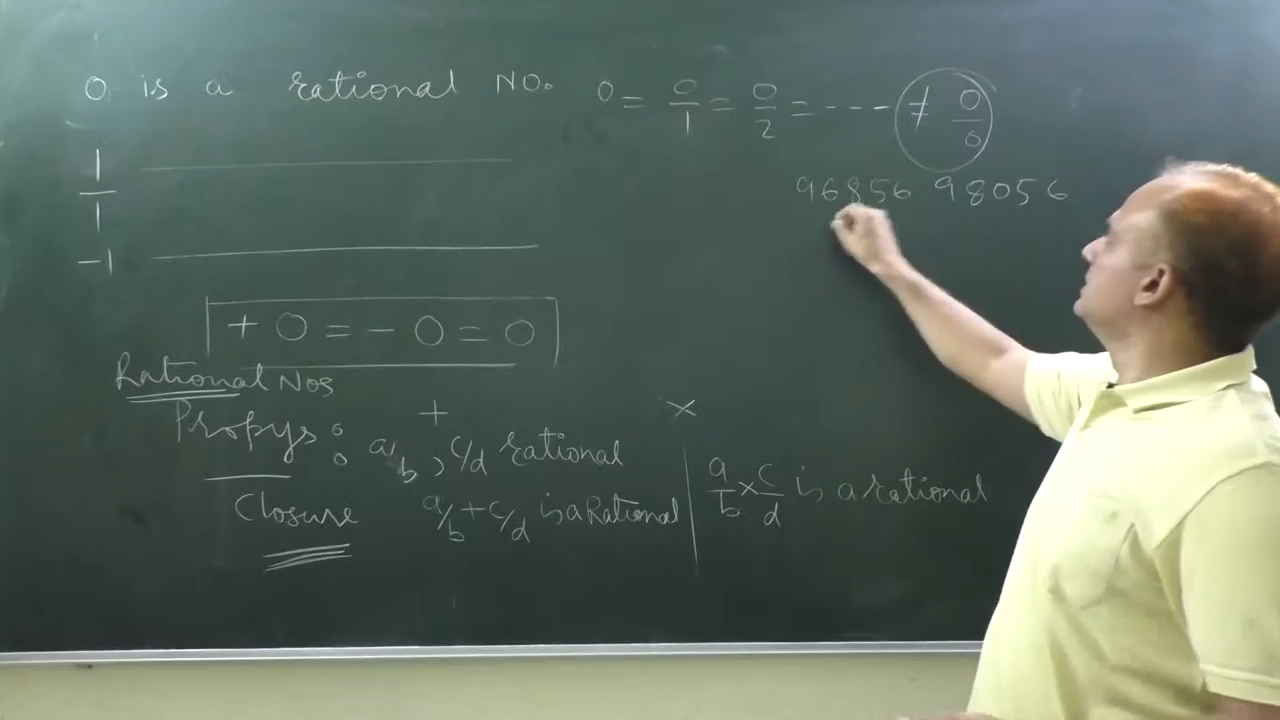 0 is a rational No. 0 = 0/1 = 0/2 = ---- ≠ 0/0
96856 98056
1
1
-1
+0 = -0 = 0
Rational Nos
Propys: + ×
a/b, c/d rational
Closure a/b + c/d is a Rational a/b × c/d is a rational